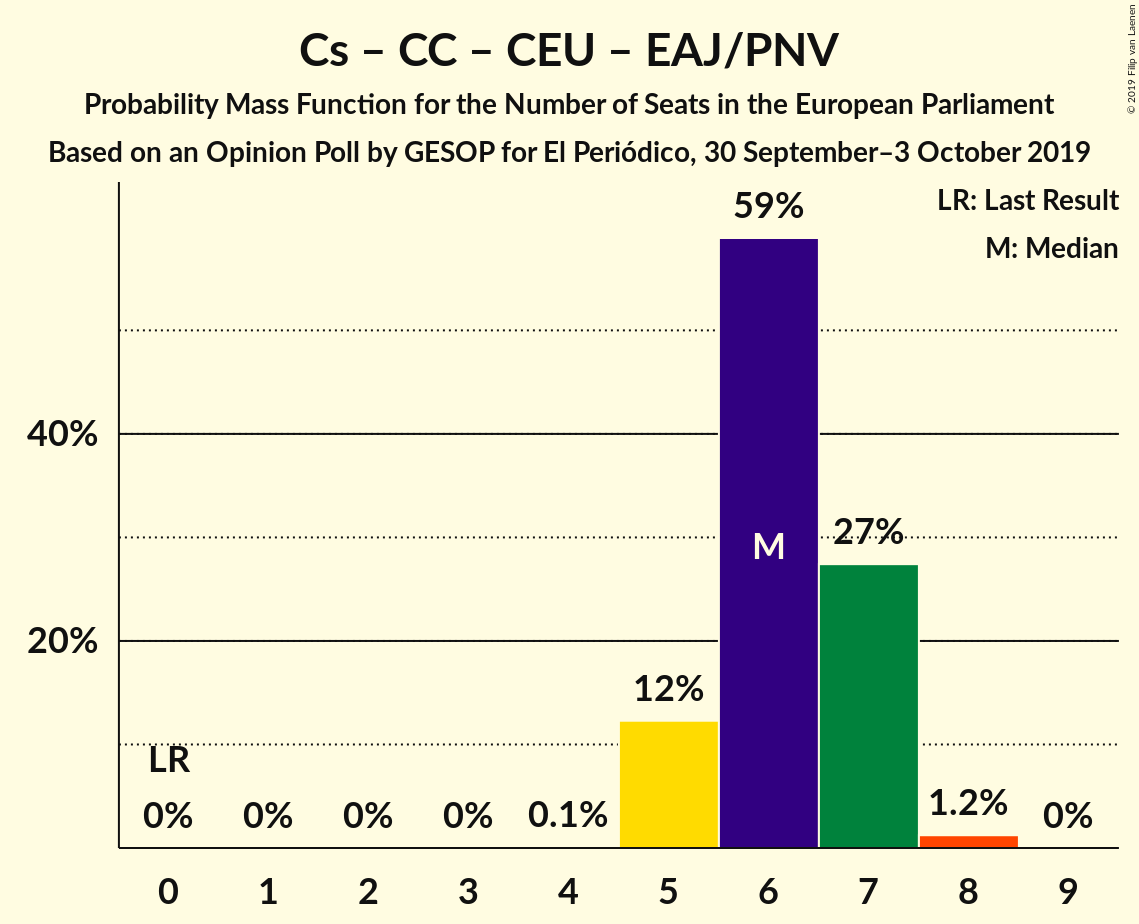 Cs – CC – CEU – EAJ/PNV
Probability Mass Function for the Number of Seats in the European Parliament
Based on an Opinion Poll by GESOP for El Periódico, 30 September–3 October 2019
© 2019 Filip van Laenen
LR: Last Result
M: Median
59%
40%
M
27%
20%
12%
LR
0%
0%
0%
0%
0.1%
1.2%
0%
0 1 2 3 4 5 6 7 8 9